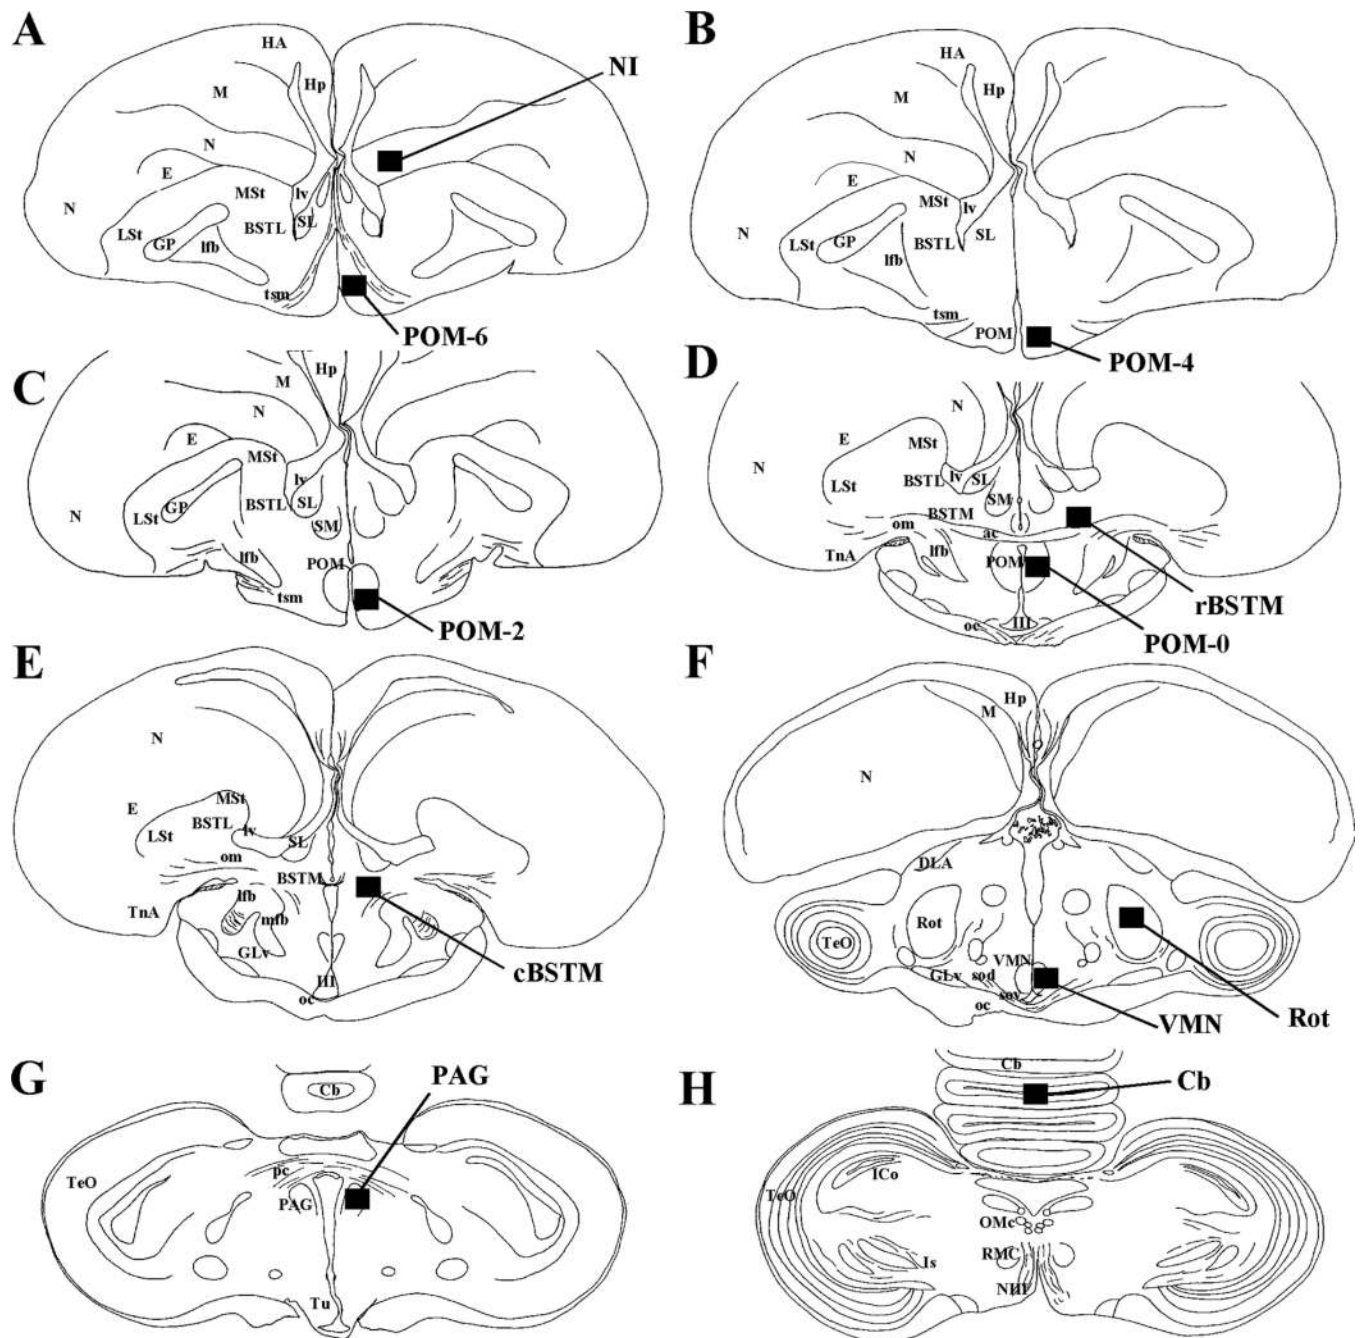 A
HA
Hp
NI
M
N
E
MSt
lv
N
SL
LSt
BSTL
GP
lfb
tsm
POM-6
B
HA
Hp
M
N
E
MSt
lv
N
LSt
GP
BSTL
SL
lfb
tsm
POM
POM-4
C
Hp
M
N
E
MSt
lv
GP
BSTL
SL
N
LSt
SM
lfb
POM
tsm
POM-2
D
N
E
MSt
N
BSTL
lv
SL
LSt
SM
BSTM
om
ac
TnA
lfb
POM
rBSTM
oc
III
POM-0
E
N
MSt
E
BSTL
lv
LSt
SL
om
BSTM
lfb
TnA
mfb
GLv
cBSTM
III
oc
F
Hp
M
N
DLA
Rot
TeO
VMN
GLv
sod
sov
oc
VMN
Rot
G
Cb
PAG
pc
TeO
PAG
Tu
H
Cb
Cb
ICo
TeO
OMc
RMC
Is
NIII